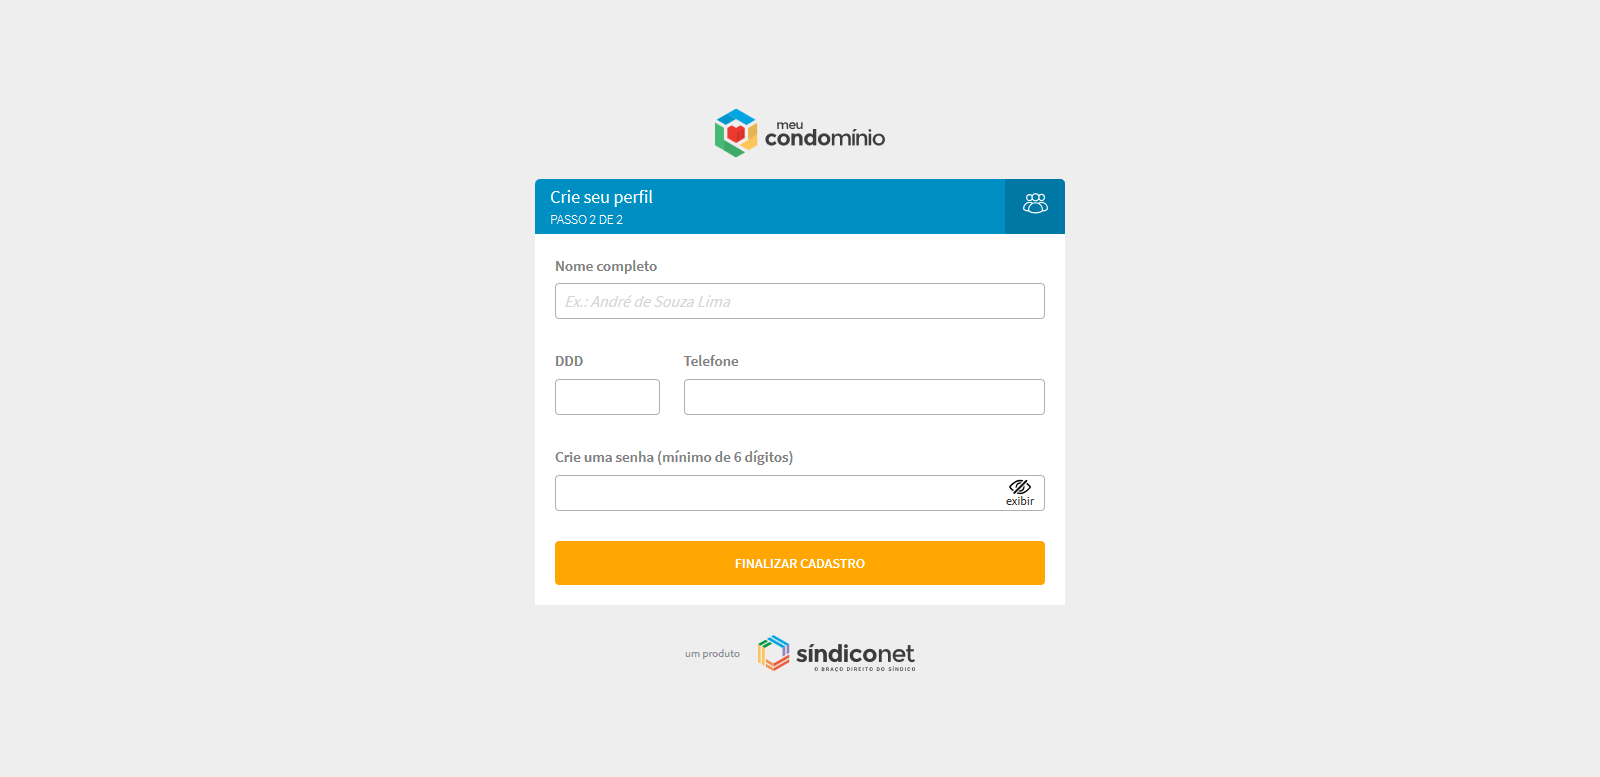 meu
condomínio
Crie seu perfil
PASSO 2 DE 2
Nome completo
Ex.: André de Souza Lima
DDD Telefone
Crie uma senha (mínimo de 6 dígitos)
exibir
FINALIZAR CADASTRO
um produto síndiconet
O BRAÇO DIREITO DO SÍNDICO